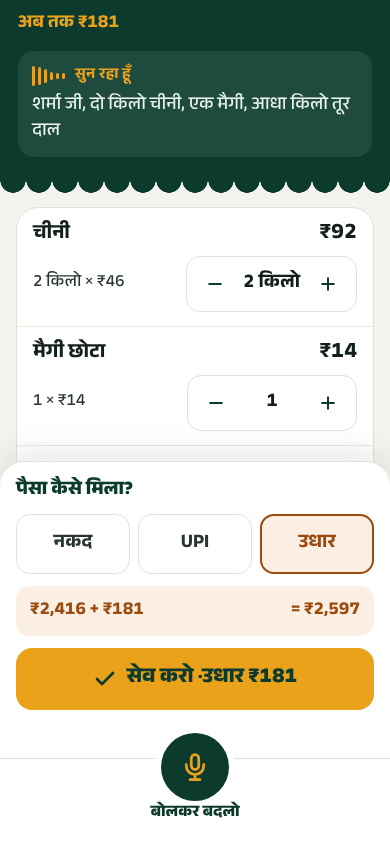 अब तक ₹181
सुन रहा हूँ
शर्मा जी, दो किलो चीनी, एक मैगी, आधा किलो तूर
दाल
चीनी ₹92
2 किलो × ₹46 − 2 किलो +
मैगी छोटा ₹14
1 × ₹14 − 1 +
पैसा कैसे मिला?
नकद UPI उधार
₹2,416 + ₹181 = ₹2,597
सेव करो ·उधार ₹181
बोलकर बदलो